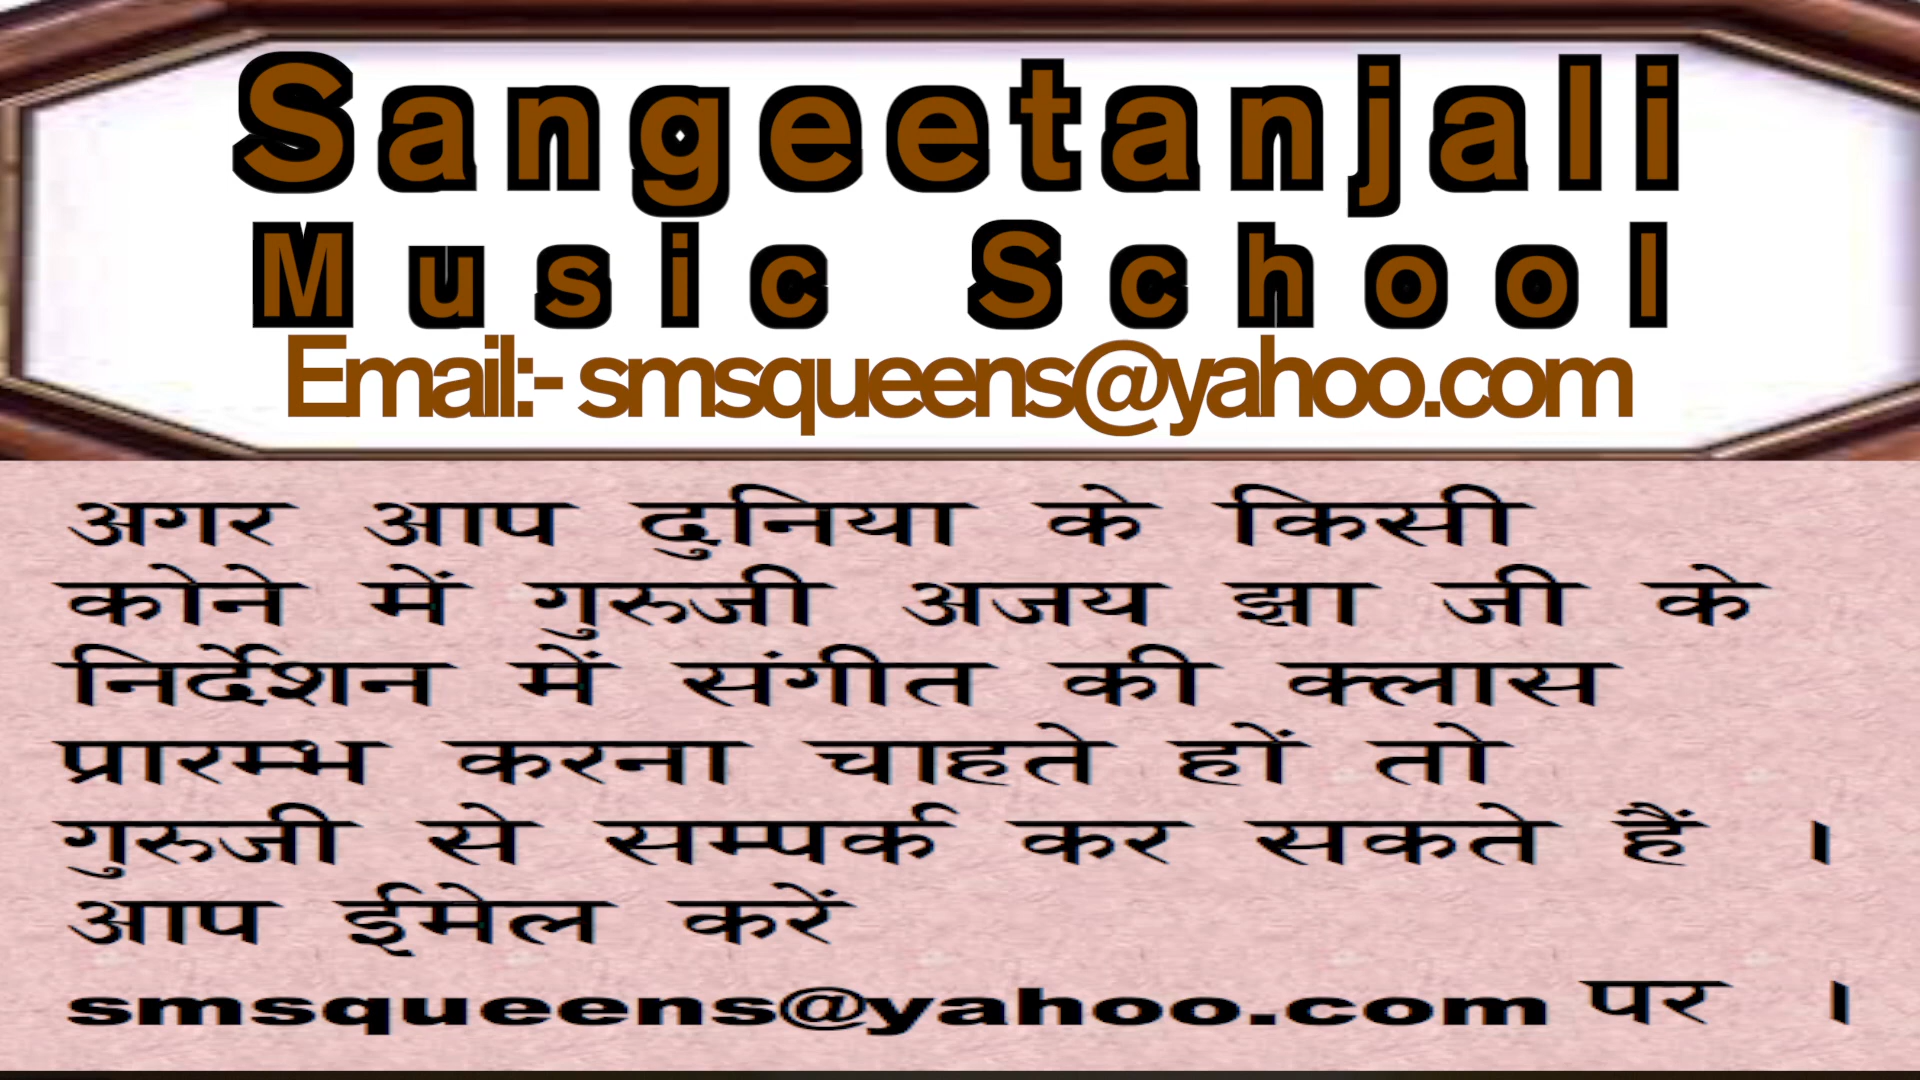 Sangeetanjali
Music School
Email:- smsqueens@yahoo.com
अगर आप दुनिया के किसी
कोने में गुरुजी अजय झा जी के
निर्देशन में संगीत की क्लास
प्रारम्भ करना चाहते हों तो
गुरुजी से सम्पर्क कर सकते हैं ।
आप ईमेल करें
smsqueens@yahoo.com पर ।